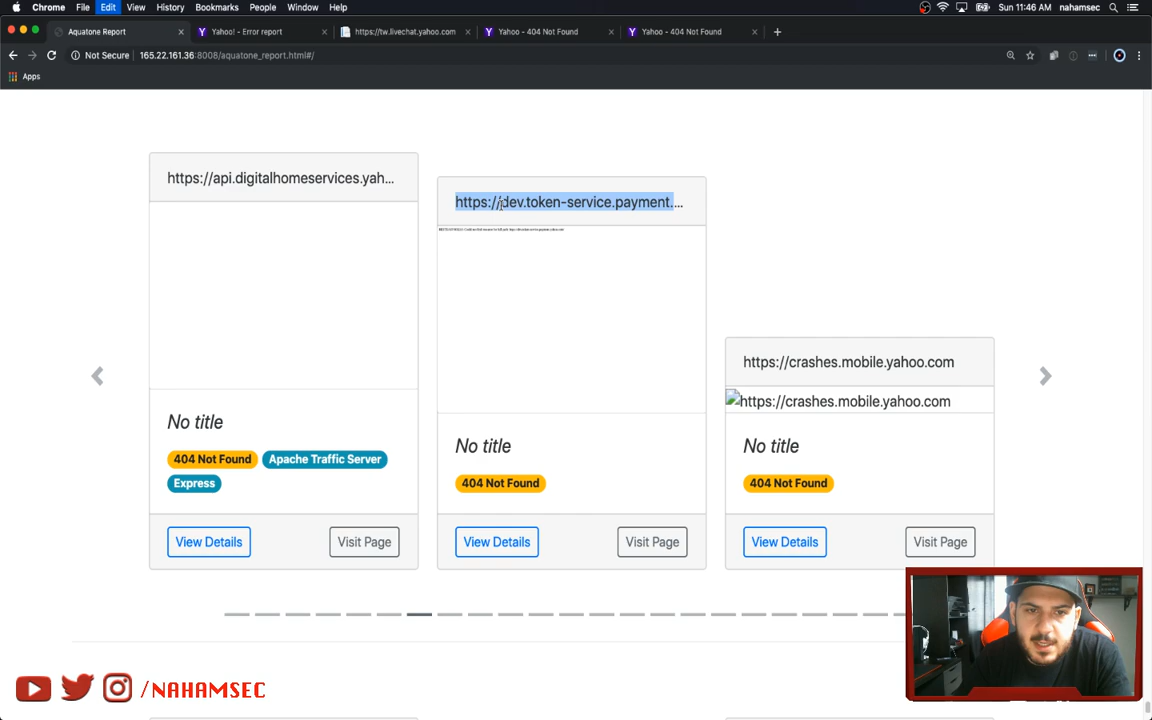 Chrome File Edit View History Bookmarks People Window Help Sun 11:46 AM nahamsec
Aquatone Report Yahoo! - Error report https://tw.livechat.yahoo.com Yahoo - 404 Not Found Yahoo - 404 Not Found
Not Secure 165.22.161.36:8008/aquatone_report.html#/
Apps
https://api.digitalhomeservices.yah...
No title
404 Not Found Apache Traffic Server
Express
View Details Visit Page
https://dev.token-service.payment....
No title
404 Not Found
View Details Visit Page
https://crashes.mobile.yahoo.com
https://crashes.mobile.yahoo.com
No title
404 Not Found
View Details Visit Page
/NAHAMSEC